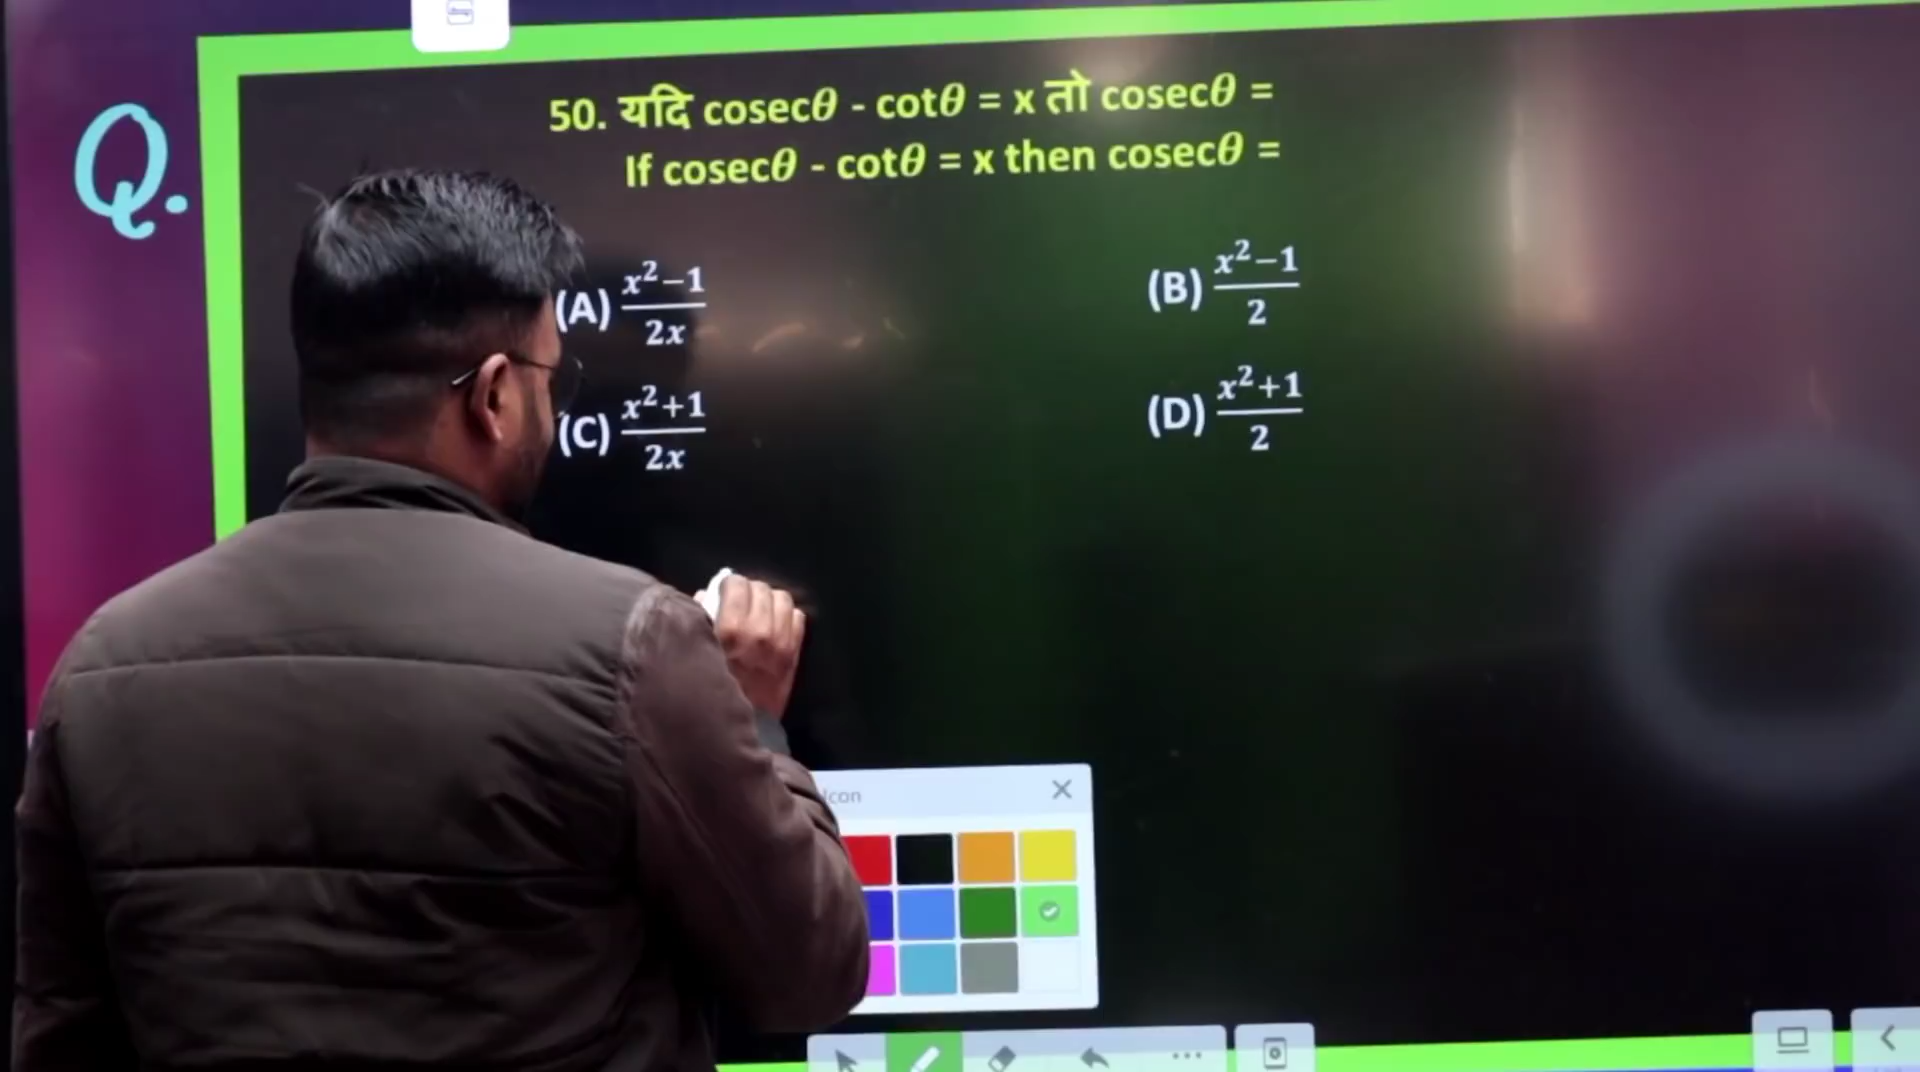 Q.
50. यदि cosecθ - cotθ = x तो cosecθ =
If cosecθ - cotθ = x then cosecθ =
(A) x²−1/2x
(B) x²−1/2
(C) x²+1/2x
(D) x²+1/2
Icon